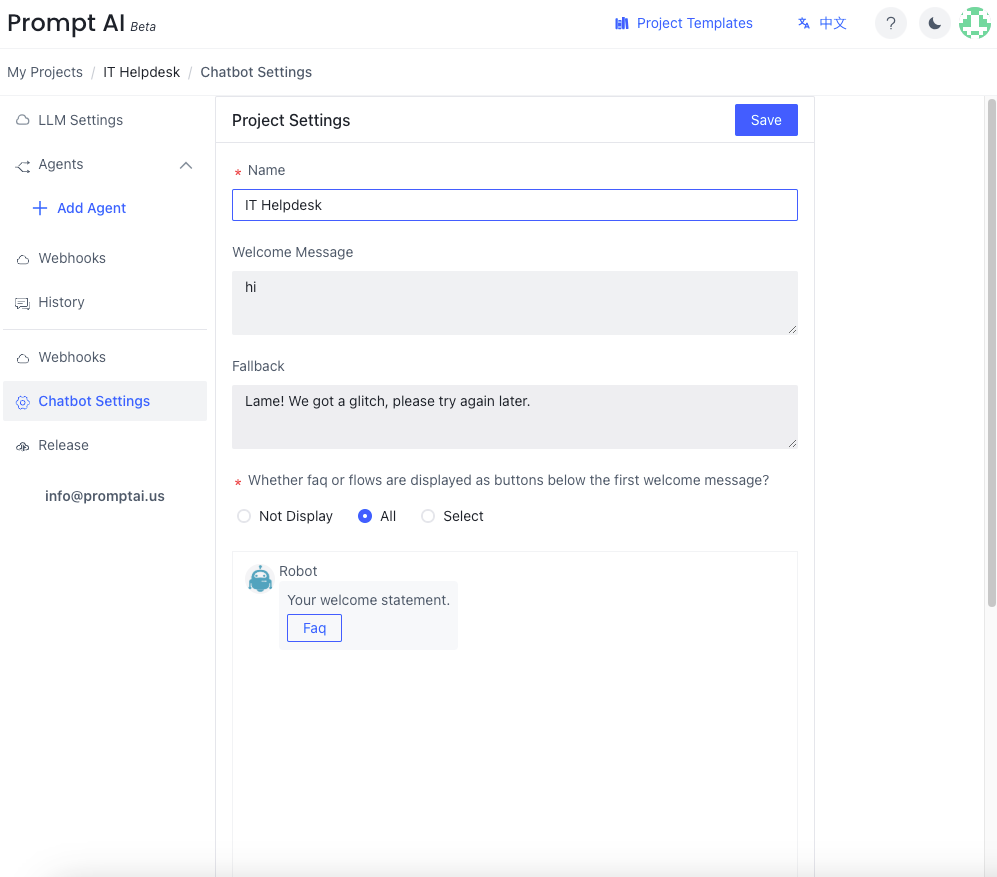 Prompt AI Beta
Project Templates
中文
?
My Projects / IT Helpdesk / Chatbot Settings
LLM Settings
Agents
Add Agent
Webhooks
History
Webhooks
Chatbot Settings
Release
info@promptai.us
Project Settings
Save
* Name
IT Helpdesk
Welcome Message
hi
Fallback
Lame! We got a glitch, please try again later.
* Whether faq or flows are displayed as buttons below the first welcome message?
Not Display All Select
Robot
Your welcome statement.
Faq